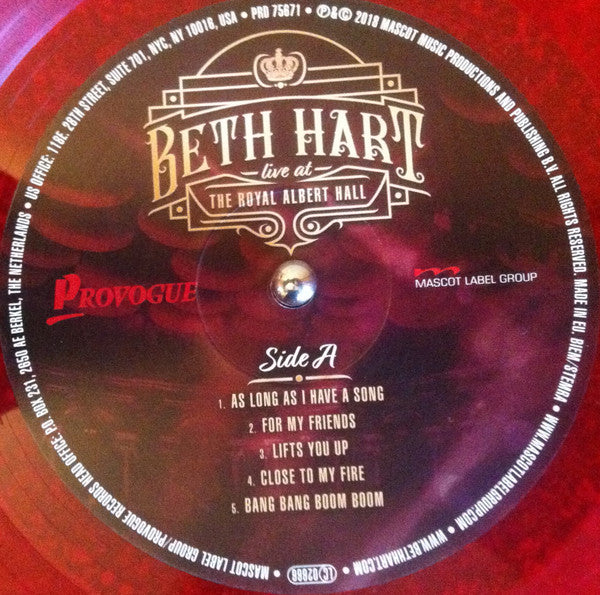 BETH HART
live at
THE ROYAL ALBERT HALL
PROVOGUE
MASCOT LABEL GROUP
Side A
1. AS LONG AS I HAVE A SONG
2. FOR MY FRIENDS
3. LIFTS YOU UP
4. CLOSE TO MY FIRE
5. BANG BANG BOOM BOOM
MASCOT LABEL GROUP/PROVOGUE RECORDS HEAD OFFICE: P.O. BOX 231, 2650 AE BERKEL, THE NETHERLANDS • US OFFICE: 118E. 28TH STREET, SUITE 701, NYC, NY 10016, USA • PRD 75671 • ℗&© 2018 MASCOT MUSIC PRODUCTIONS AND PUBLISHING B.V. ALL RIGHTS RESERVED. MADE IN EU. BIEM/STEMRA • WWW.MASCOTLABELGROUP.COM • WWW.BETHHART.COM •
LC 02866